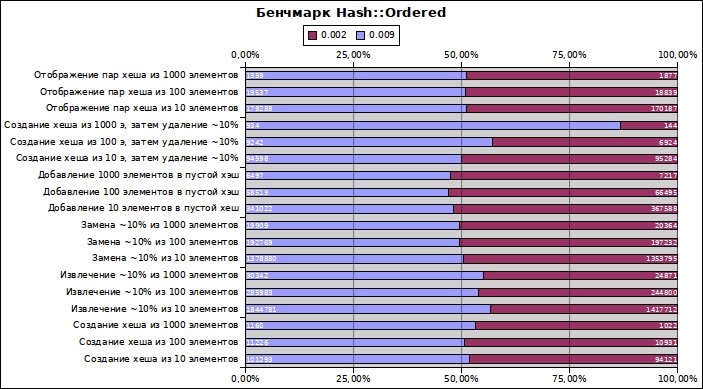 Бенчмарк Hash::Ordered
0.002 0.009
0,00% 25,00% 50,00% 75,00% 100,00%
Отображение пар хеша из 1000 элементов 1959 1877
Отображение пар хеша из 100 элементов 19537 18839
Отображение пар хеша из 10 элементов 178288 170187
Создание хеша из 1000 э, затем удаление ~10% 934 144
Создание хеша из 100 э, затем удаление ~10% 9242 6924
Создание хеша из 10 э, затем удаление ~10% 94598 95284
Добавление 1000 элементов в пустой хэш 6497 7217
Добавление 100 элементов в пустой хэш 58519 66495
Добавление 10 элементов в пустой хеш 341022 367588
Замена ~10% из 1000 элементов 19909 20364
Замена ~10% из 100 элементов 192769 197232
Замена ~10% из 10 элементов 1378880 1353795
Извлечение ~10% из 1000 элементов 30342 24871
Извлечение ~10% из 100 элементов 285983 244800
Извлечение ~10% из 10 элементов 1844781 1417712
Создание хеша из 1000 элементов 1160 1022
Создание хеша из 100 элементов 11226 10931
Создание хеша из 10 элементов 101293 94121
0,00% 25,00% 50,00% 75,00% 100,00%